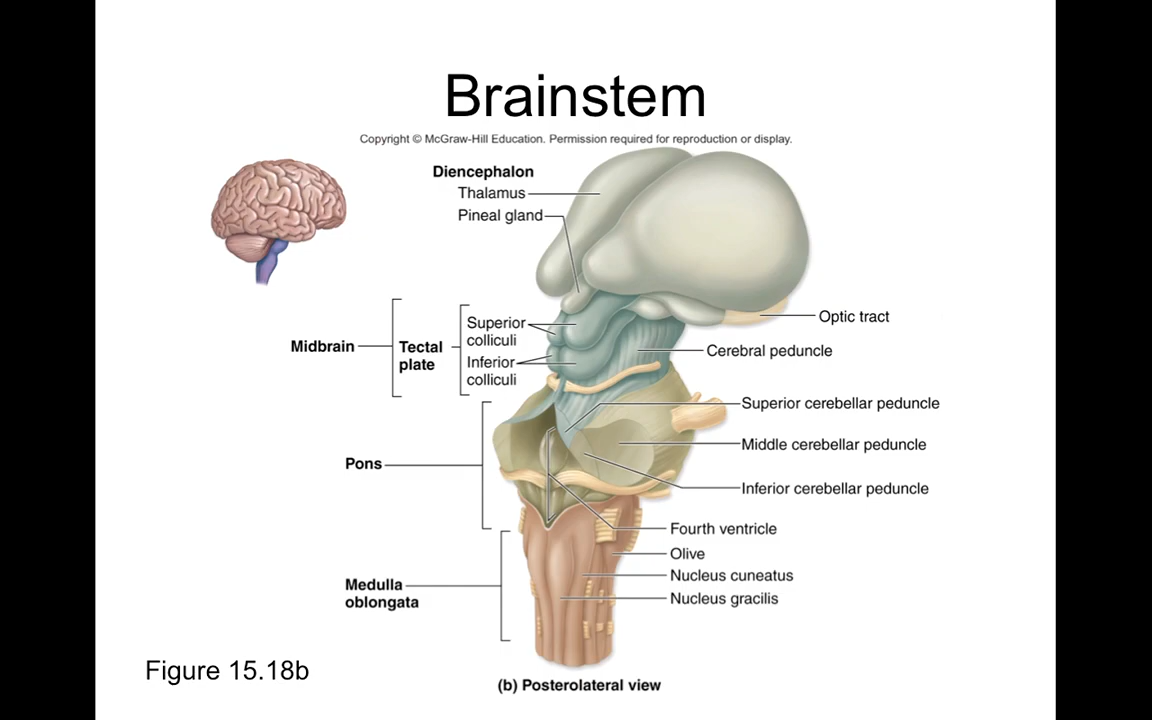 Brainstem
Copyright © McGraw-Hill Education. Permission required for reproduction or display.
Diencephalon
Thalamus
Pineal gland
Midbrain
Tectal
plate
Superior
colliculi
Inferior
colliculi
Optic tract
Cerebral peduncle
Superior cerebellar peduncle
Middle cerebellar peduncle
Inferior cerebellar peduncle
Pons
Fourth ventricle
Olive
Nucleus cuneatus
Nucleus gracilis
Medulla
oblongata
Figure 15.18b
(b) Posterolateral view